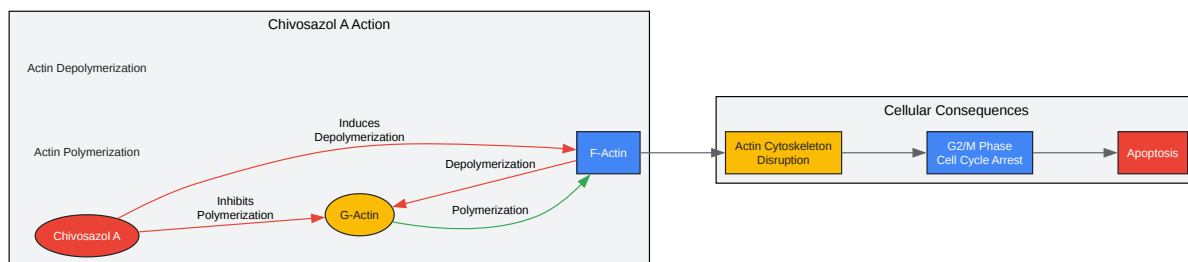 Chivosazol A Action
Actin Depolymerization
Actin Polymerization
Induces
Depolymerization
Depolymerization
Inhibits
Polymerization
Polymerization
Chivosazol A
G-Actin
F-Actin
Cellular Consequences
Actin Cytoskeleton
Disruption
G2/M Phase
Cell Cycle Arrest
Apoptosis